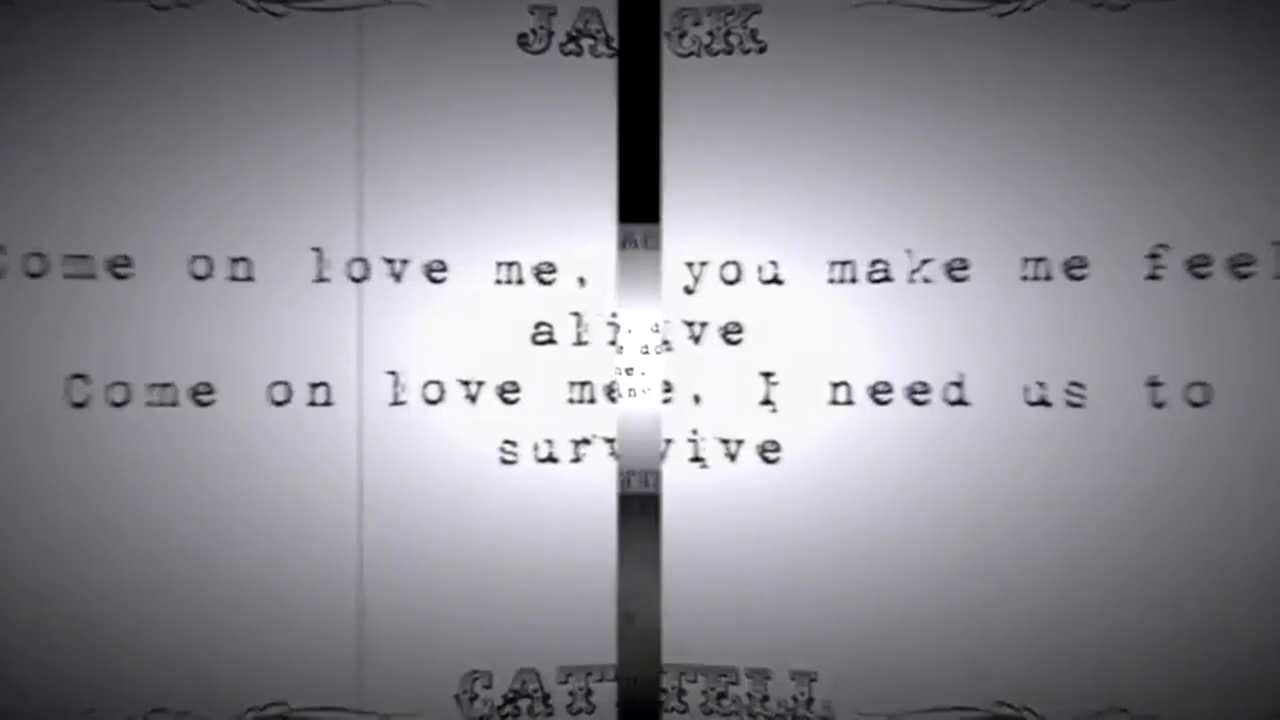 JACK
Come on love me, you make me feel
alive
Come on love me, I need us to
survive
CATTELL